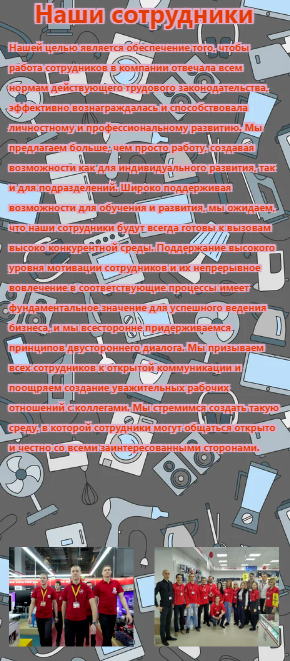 Наши сотрудники
Нашей целью является обеспечение того, чтобы
работа сотрудников в компании отвечала всем
нормам действующего трудового законодательства,
эффективно вознаграждалась и способствовала
личностному и профессиональному развитию. Мы
предлагаем больше, чем просто работу, создавая
возможности как для индивидуального развития, так
и для подразделений. Широко поддерживая
возможности для обучения и развития, мы ожидаем,
что наши сотрудники будут всегда готовы к вызовам
высоко конкурентной среды. Поддержание высокого
уровня мотивации сотрудников и их непрерывное
вовлечение в соответствующие процессы имеет
фундаментальное значение для успешного ведения
бизнеса, и мы всесторонне придерживаемся
принципов двустороннего диалога. Мы призываем
всех сотрудников к открытой коммуникации и
поощряем создание уважительных рабочих
отношений с коллегами. Мы стремимся создать такую
среду, в которой сотрудники могут общаться открыто
и честно со всеми заинтересованными сторонами.